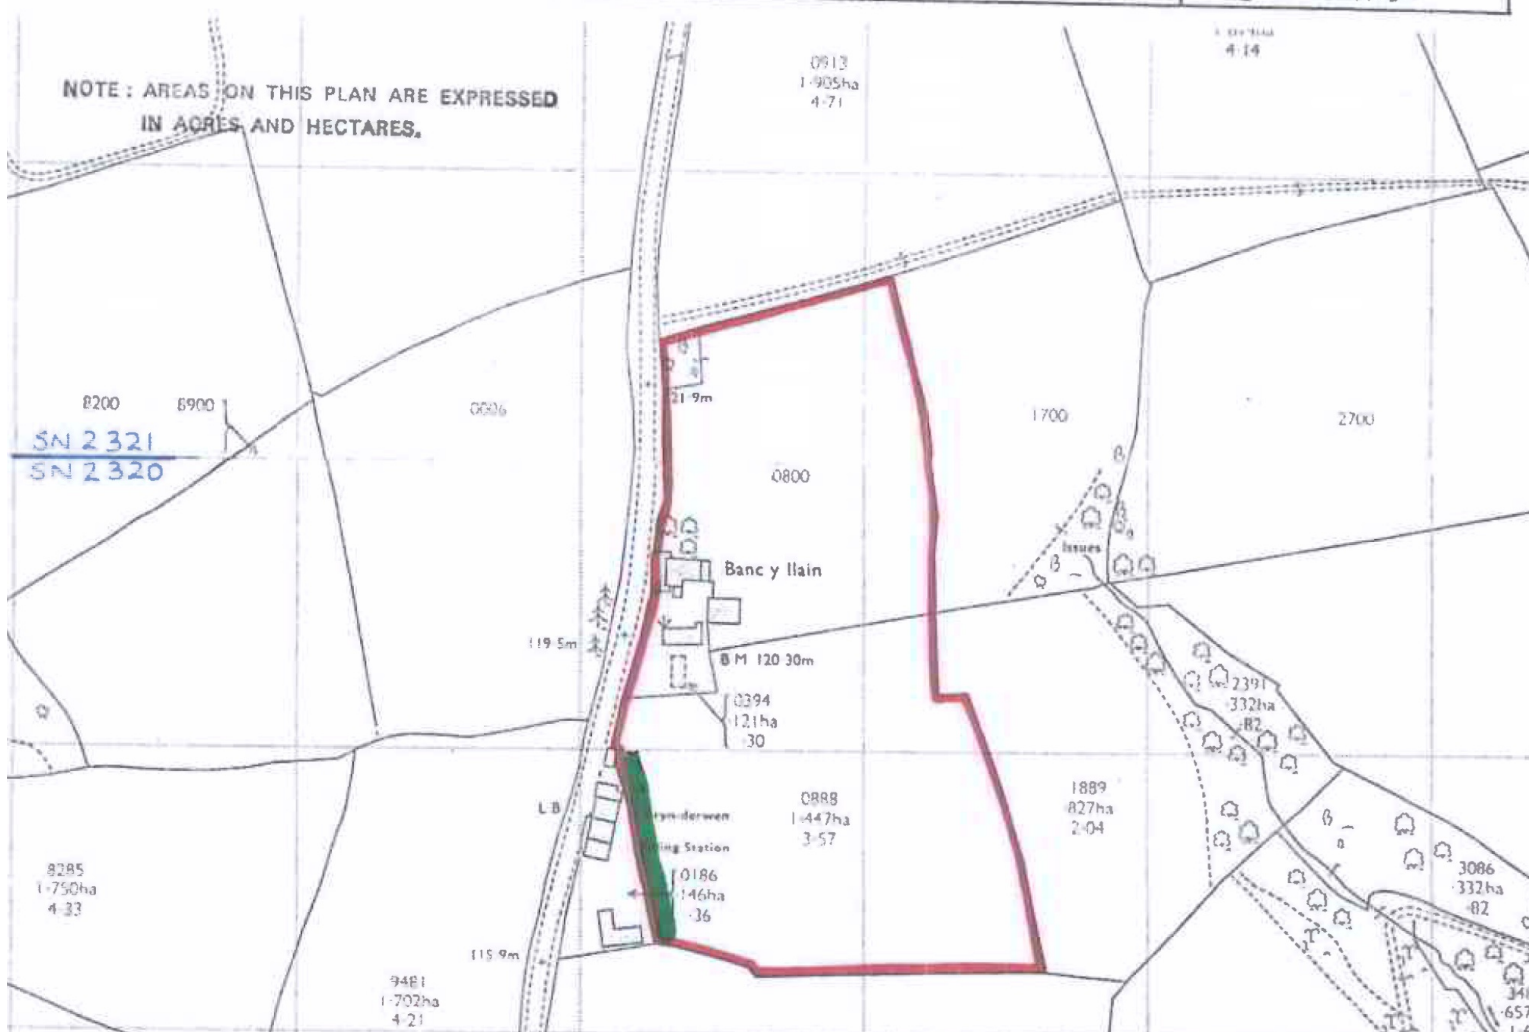 NOTE : AREAS ON THIS PLAN ARE EXPRESSED
IN ACRES AND HECTARES.
0913
1·905ha
4·71
4·14
8200
8900
0006
SN 2321
SN 2320
21·9m
0800
1700
2700
Issues
Banc y llain
119·5m
B M 120·30m
0394
·121ha
·30
2391
·332ha
·82
L B
Filling Station
0186
·146ha
·36
0888
1·447ha
3·57
1889
·827ha
2·04
8285
1·750ha
4·33
3086
·332ha
·82
115·9m
9481
1·702ha
4·21